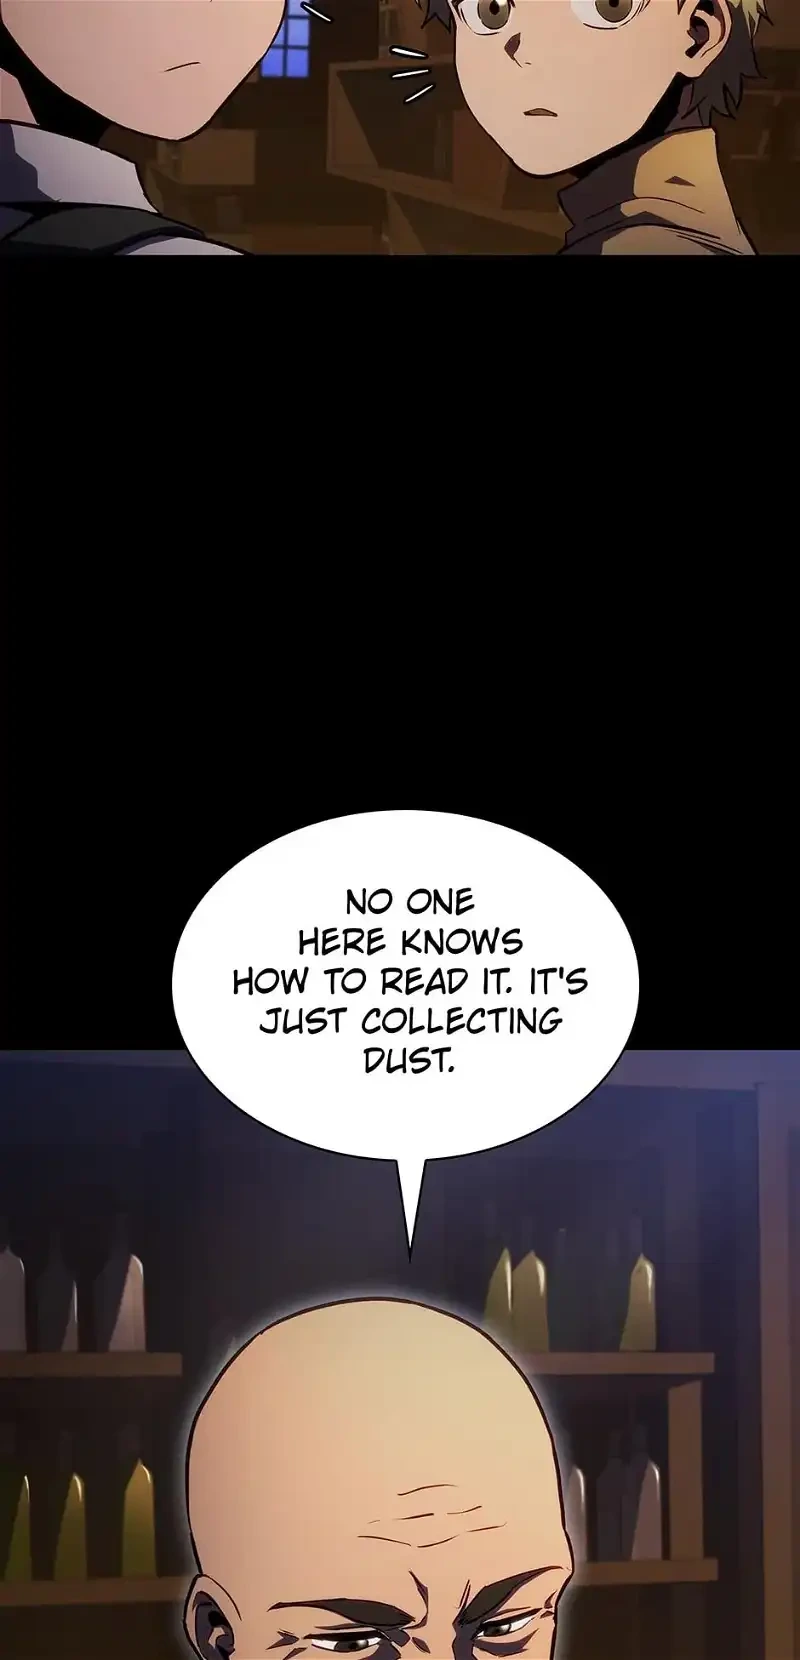 NO ONE
HERE KNOWS
HOW TO READ IT. IT'S
JUST COLLECTING
DUST.